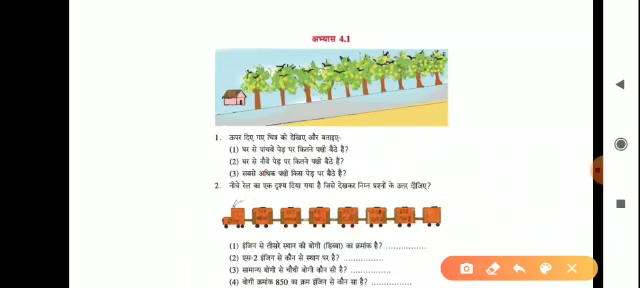 अभ्यास 4.1
1. ऊपर दिए गए चित्र को देखिए और बताइए-
(1) घर से पांचवें पेड़ पर कितने पक्षी बैठे हैं?
(2) घर से नौवें पेड़ पर कितने पक्षी बैठे हैं?
(3) सबसे अधिक पक्षी किस पेड़ पर बैठे है?
2. नीचे रेल का एक दृश्य दिया गया है जिसे देखकर निम्न प्रश्नों के उत्तर दीजिए?
(1) इंजिन से तीसरे स्थान की बोगी (डिब्बा) का क्रमांक है? ................
(2) एस-2 इंजिन से कौन से स्थान पर है? ................
(3) सामान्य बोगी से चौथी बोगी कौन सी है? ................
(4) बोगी क्रमांक 850 का क्रम इंजिन से कौन सा है? ................